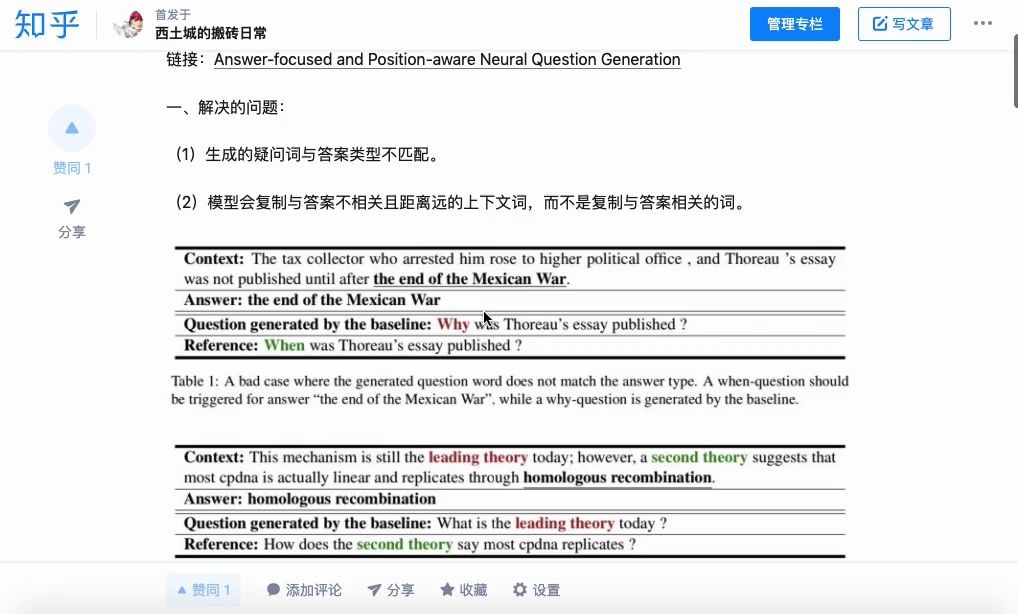 知乎
首发于
西土城的搬砖日常
管理专栏
写文章
链接：Answer-focused and Position-aware Neural Question Generation
一、解决的问题：
（1）生成的疑问词与答案类型不匹配。
（2）模型会复制与答案不相关且距离远的上下文词，而不是复制与答案相关的词。
赞同 1
分享
Context: The tax collector who arrested him rose to higher political office , and Thoreau 's essay
was not published until after the end of the Mexican War.
Answer: the end of the Mexican War
Question generated by the baseline: Why was Thoreau's essay published ?
Reference: When was Thoreau's essay published ?
Table 1: A bad case where the generated question word does not match the answer type. A when-question should
be triggered for answer “the end of the Mexican War”, while a why-question is generated by the baseline.
Context: This mechanism is still the leading theory today; however, a second theory suggests that
most cpdna is actually linear and replicates through homologous recombination.
Answer: homologous recombination
Question generated by the baseline: What is the leading theory today ?
Reference: How does the second theory say most cpdna replicates ?
赞同 1 添加评论 分享 收藏 设置